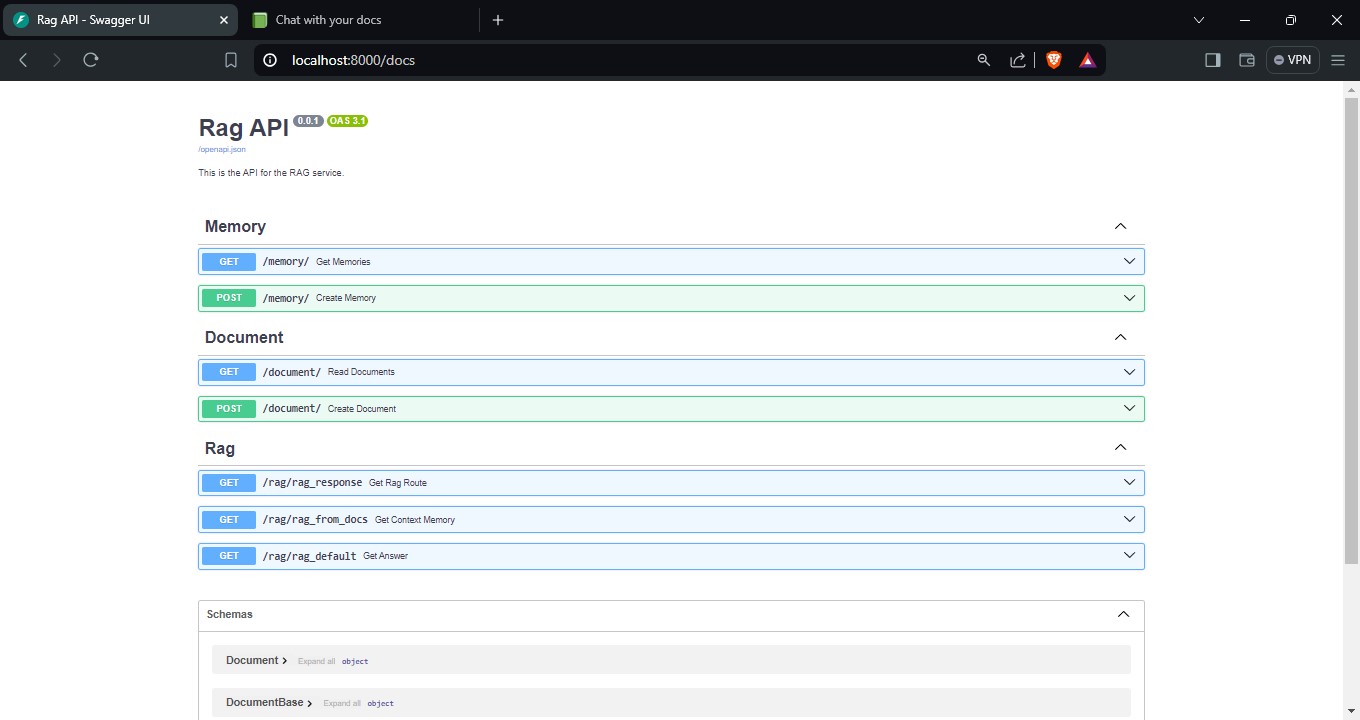 Rag API - Swagger UI
Chat with your docs
localhost:8000/docs
VPN
Rag API 0.0.1 OAS 3.1
/openapi.json
This is the API for the RAG service.
Memory
GET /memory/ Get Memories
POST /memory/ Create Memory
Document
GET /document/ Read Documents
POST /document/ Create Document
Rag
GET /rag/rag_response Get Rag Route
GET /rag/rag_from_docs Get Context Memory
GET /rag/rag_default Get Answer
Schemas
Document Expand all object
DocumentBase Expand all object